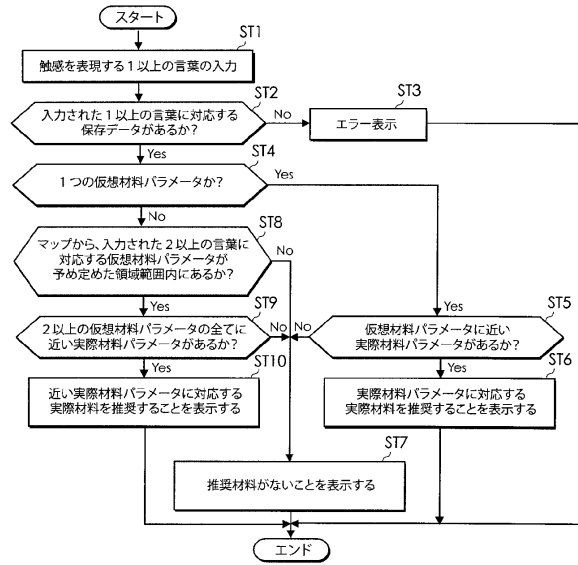 スタート
ST1
触感を表現する1以上の言葉の入力
ST2
入力された1以上の言葉に対応する
保存データがあるか?
No
ST3
エラー表示
Yes
ST4
1つの仮想材料パラメータか?
Yes
No
ST8
マップから、入力された2以上の言葉に
対応する仮想材料パラメータが
予め定めた領域範囲内にあるか?
No
Yes
ST9
2以上の仮想材料パラメータの全てに
近い実際材料パラメータがあるか?
No
No
Yes
ST5
仮想材料パラメータに近い
実際材料パラメータがあるか?
Yes
ST10
近い実際材料パラメータに対応する
実際材料を推奨することを表示する
Yes
ST6
実際材料パラメータに対応する
実際材料を推奨することを表示する
ST7
推奨材料がないことを表示する
エンド